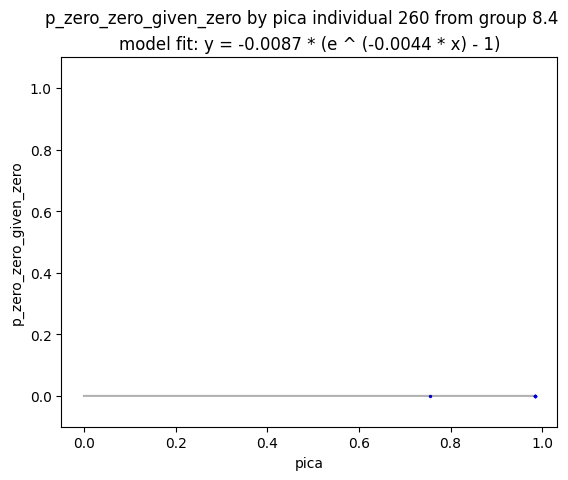 p_zero_zero_given_zero by pica individual 260 from group 8.4
model fit: y = -0.0087 * (e ^ (-0.0044 * x) - 1)
1.0
0.8
0.6
0.4
0.2
0.0
p_zero_zero_given_zero
0.0 0.2 0.4 0.6 0.8 1.0
pica